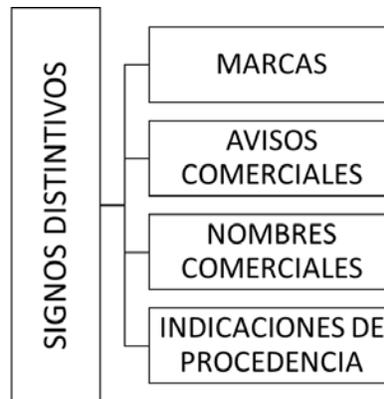 SIGNOS DISTINTIVOS
MARCAS
AVISOS
COMERCIALES
NOMBRES
COMERCIALES
INDICACIONES DE
PROCEDENCIA